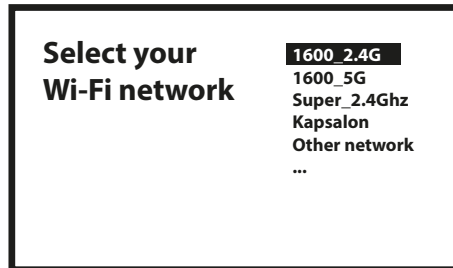 Select your
Wi-Fi network
1600_2.4G
1600_5G
Super_2.4Ghz
Kapsalon
Other network
...